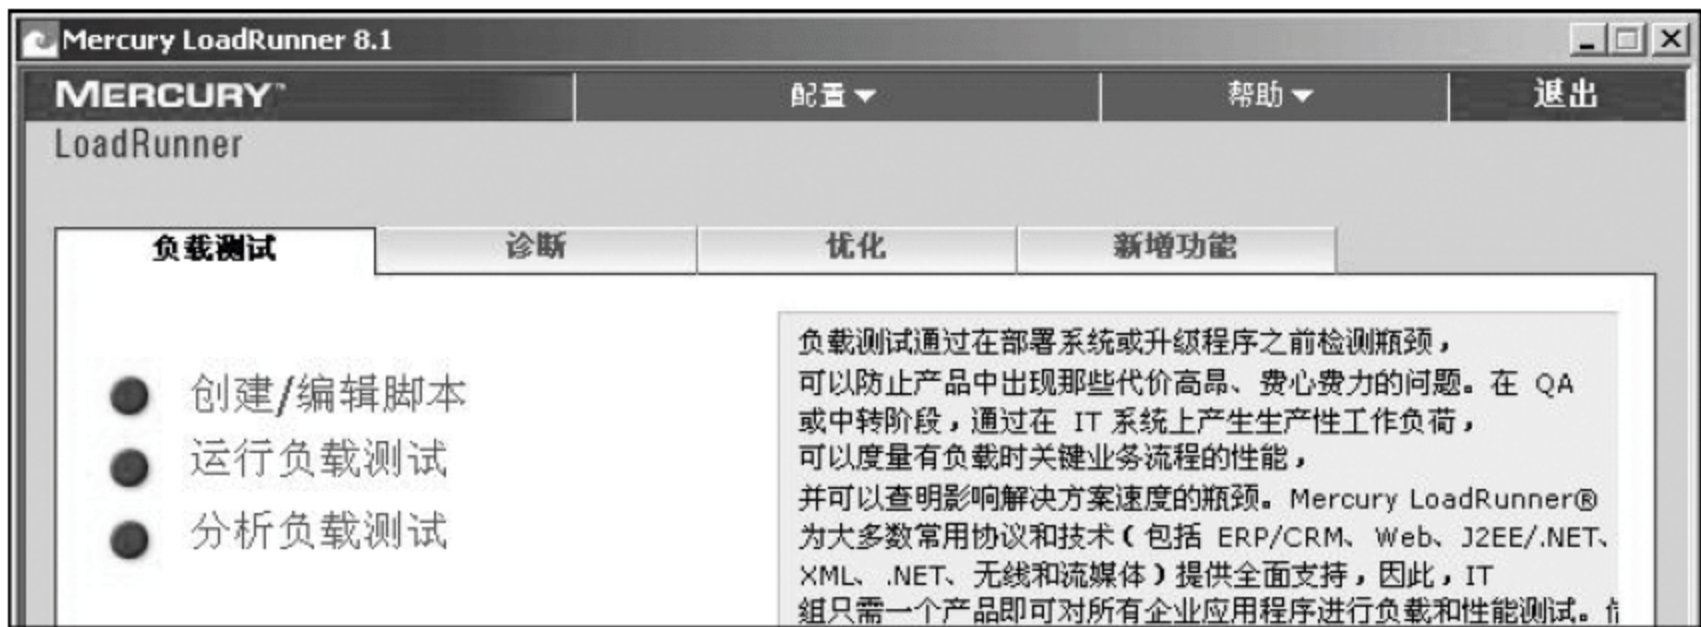 Mercury LoadRunner 8.1
MERCURY™ 配置 帮助 退出
LoadRunner
负载测试 诊断 优化 新增功能
创建/编辑脚本
运行负载测试
分析负载测试
负载测试通过在部署系统或升级程序之前检测瓶颈，
可以防止产品中出现那些代价高昂、费心费力的问题。在 QA
或中转阶段，通过在 IT 系统上产生生产性工作负荷，
可以度量有负载时关键业务流程的性能，
并可以查明影响解决方案速度的瓶颈。Mercury LoadRunner®
为大多数常用协议和技术（包括 ERP/CRM、Web、J2EE/.NET、
XML、.NET、无线和流媒体）提供全面支持，因此，IT
组只需一个产品即可对所有企业应用程序进行负载和性能测试。